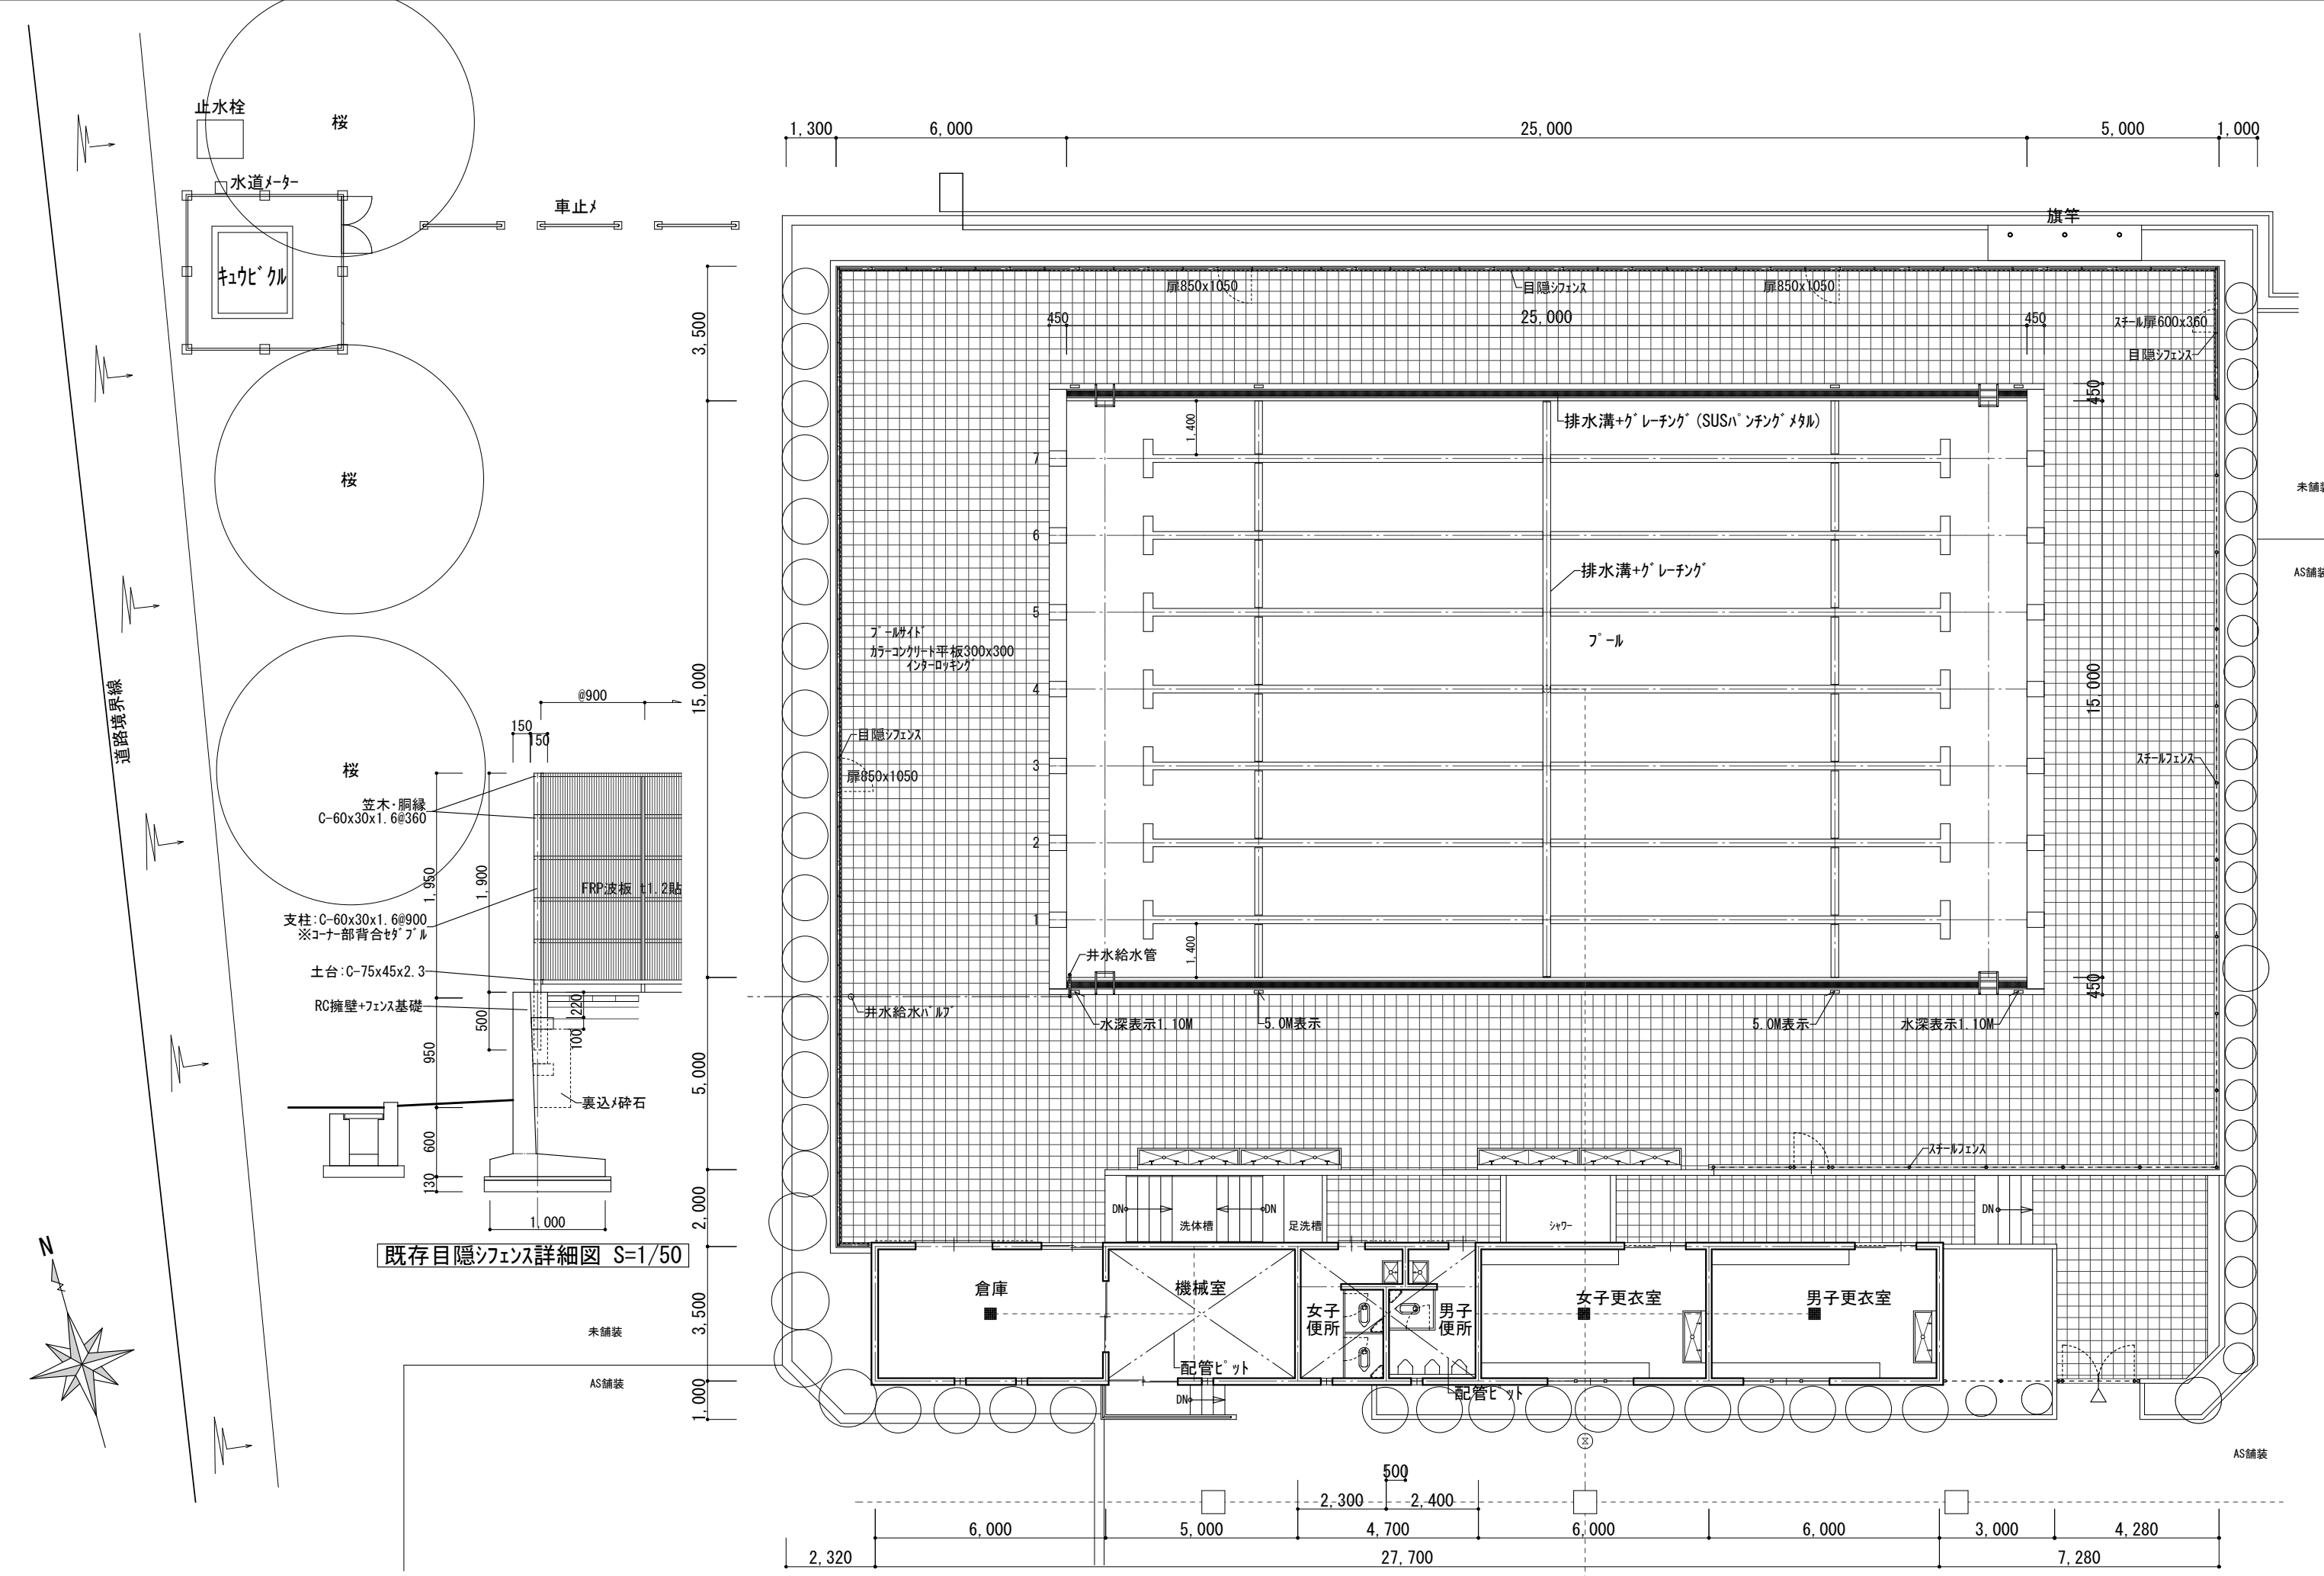 1,300
6,000
25,000
5,000
1,000
止水栓
桜
水道ﾒｰﾀｰ
車止ﾒ
旗竿
ｷｭｳﾋﾞｸﾙ
扉850x1050
目隠ｼﾌｪﾝｽ
扉850x1050
450
25,000
450
ｽﾁｰﾙ扉600x360
目隠ｼﾌｪﾝｽ
3,500
450
排水溝+ｸﾞﾚｰﾁﾝｸﾞ(SUSﾊﾟﾝﾁﾝｸﾞﾒﾀﾙ)
1,400
7
桜
6
排水溝+ｸﾞﾚｰﾁﾝｸﾞ
AS舗装
5
ﾌﾟｰﾙ
ﾌﾟｰﾙｻｲﾄﾞ
ｶﾗｰｺﾝｸﾘｰﾄ平板300x300
ｲﾝﾀｰﾛｯｷﾝｸﾞ
4
15,000
15,000
道路境界線
@900
150
150
目隠ｼﾌｪﾝｽ
扉850x1050
3
ｽﾁｰﾙﾌｪﾝｽ
桜
笠木･胴縁
C-60x30x1.6@360
2
1,950
1,900
FRP波板 t1.2貼
支柱:C-60x30x1.6@900
※ｺｰﾅｰ部背合ｾﾀﾞﾌﾞﾙ
1
1,400
土台:C-75x45x2.3
井水給水管
450
RC擁壁+ﾌｪﾝｽ基礎
500
220
100
井水給水ﾊﾞﾙﾌﾞ
水深表示1.10M
5.0M表示
5.0M表示
水深表示1.10M
950
5,000
裏込ﾒ砕石
600
130
ｽﾁｰﾙﾌｪﾝｽ
1,000
2,000
DN
洗体槽
DN
足洗槽
ｼｬﾜｰ
DN
N
既存目隠ｼﾌｪﾝｽ詳細図 S=1/50
倉庫
機械室
女子
便所
男子
便所
女子更衣室
男子更衣室
3,500
未舗装
AS舗装
配管ﾋﾟｯﾄ
配管ﾋﾟｯﾄ
1,000
DN
AS舗装
500
2,300
2,400
6,000
5,000
4,700
6,000
6,000
3,000
4,280
2,320
27,700
7,280